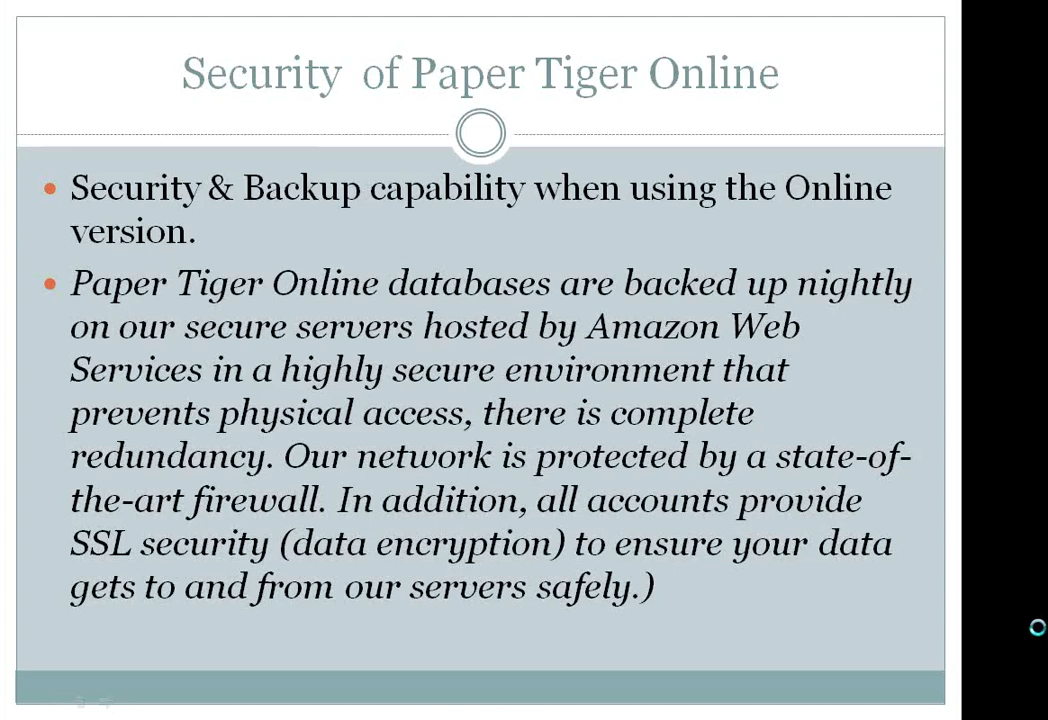 Security of Paper Tiger Online
Security & Backup capability when using the Online
version.
Paper Tiger Online databases are backed up nightly
on our secure servers hosted by Amazon Web
Services in a highly secure environment that
prevents physical access, there is complete
redundancy. Our network is protected by a state-of-
the-art firewall. In addition, all accounts provide
SSL security (data encryption) to ensure your data
gets to and from our servers safely.)